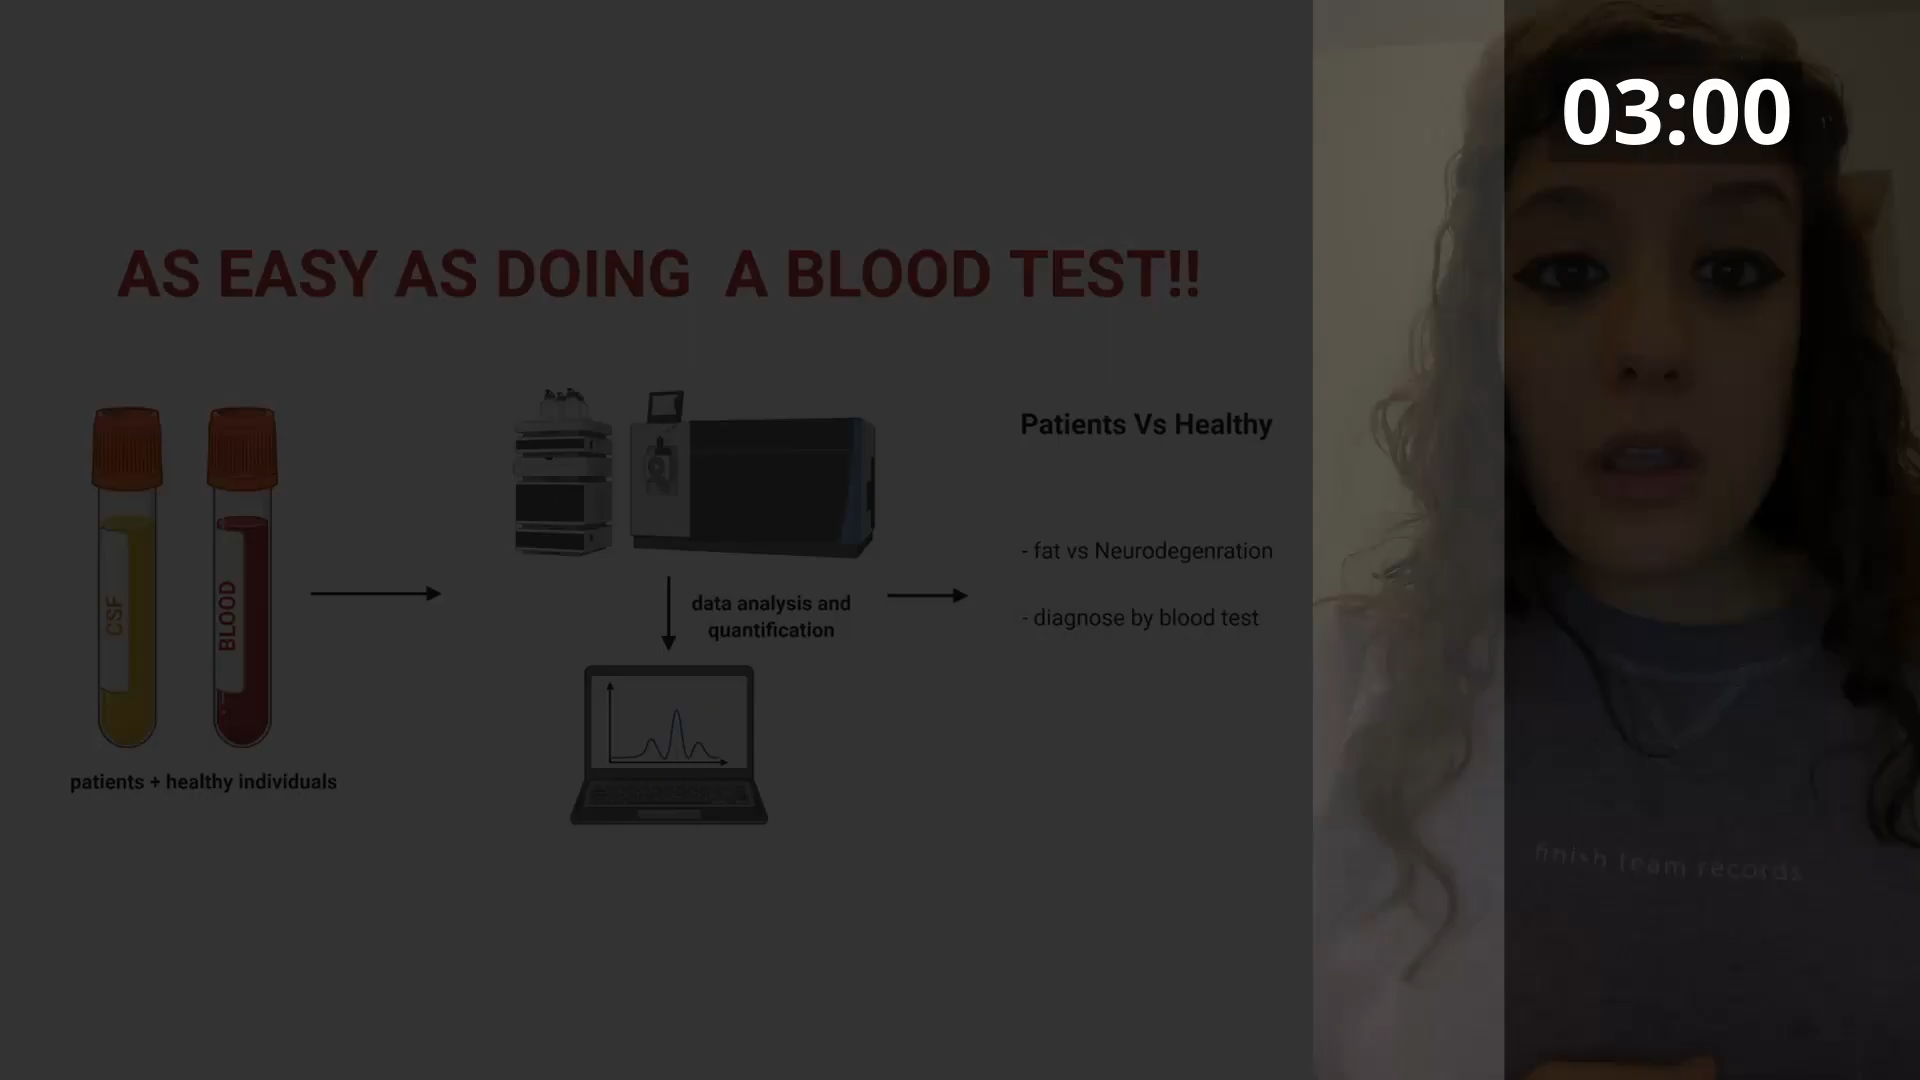 03:00
AS EASY AS DOING A BLOOD TEST!!
CSF
BLOOD
patients + healthy individuals
data analysis and
quantification
Patients Vs Healthy
- fat vs Neurodegenration
- diagnose by blood test
finish team records